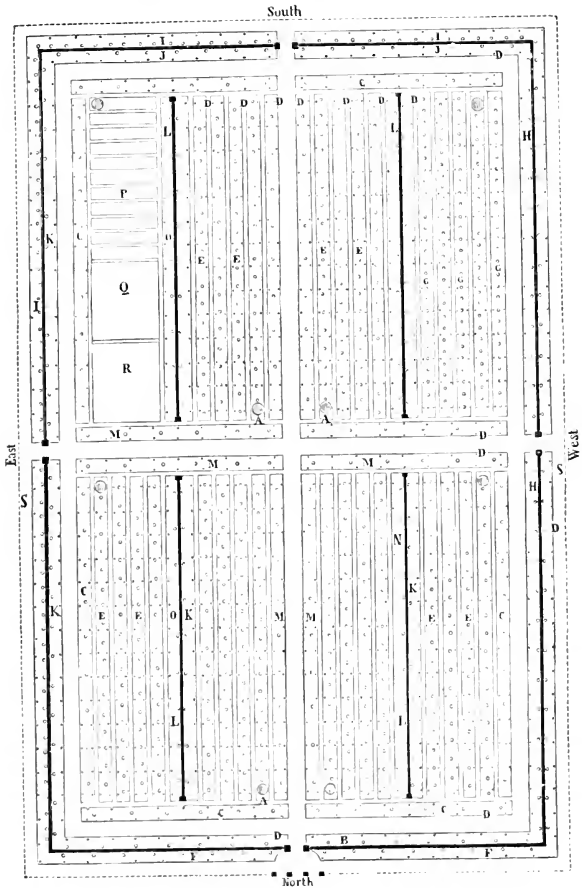 South
I I
J J D
C
D D D D D D D
L L H
P
K C O E E E E G G G
Q
I
R
A A
M D
East West
M M D
S S
H
N D
C K C
K E E O K M M E E
L L
A
C C D
D B
F F
North